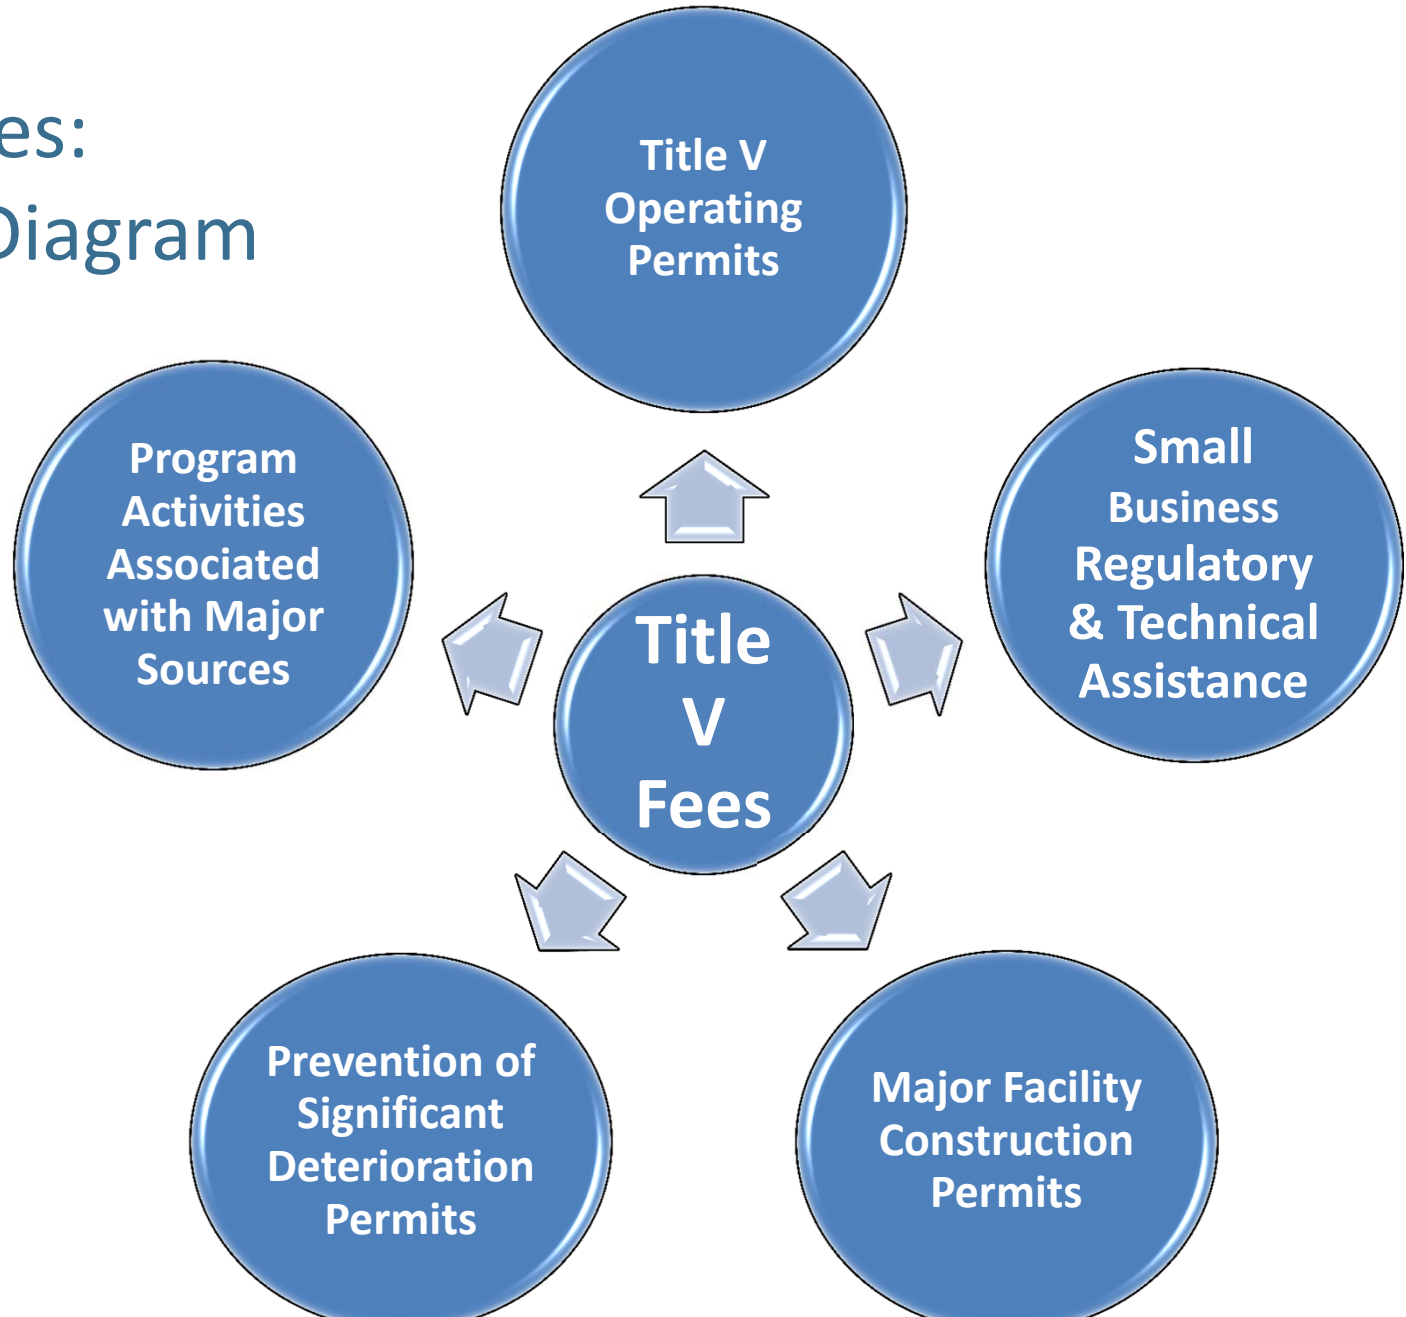 es:
Diagram
Title V
Operating
Permits
Program
Activities
Associated
with Major
Sources
Small
Business
Regulatory
& Technical
Assistance
Title
V
Fees
Prevention of
Significant
Deterioration
Permits
Major Facility
Construction
Permits